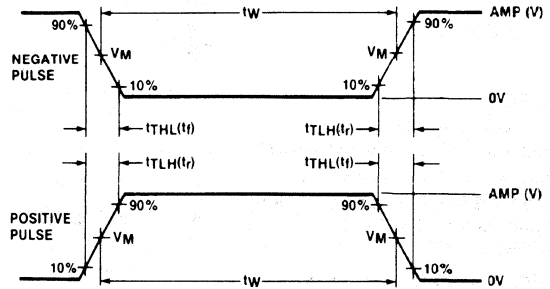 tW
AMP (V)
90%
90%
NEGATIVE
PULSE
VM
VM
10%
10%
0V
tTHL(tf)
tTLH(tr)
tTLH(tr)
tTHL(tf)
AMP (V)
90%
90%
POSITIVE
PULSE
VM
VM
10%
10%
tW
0V